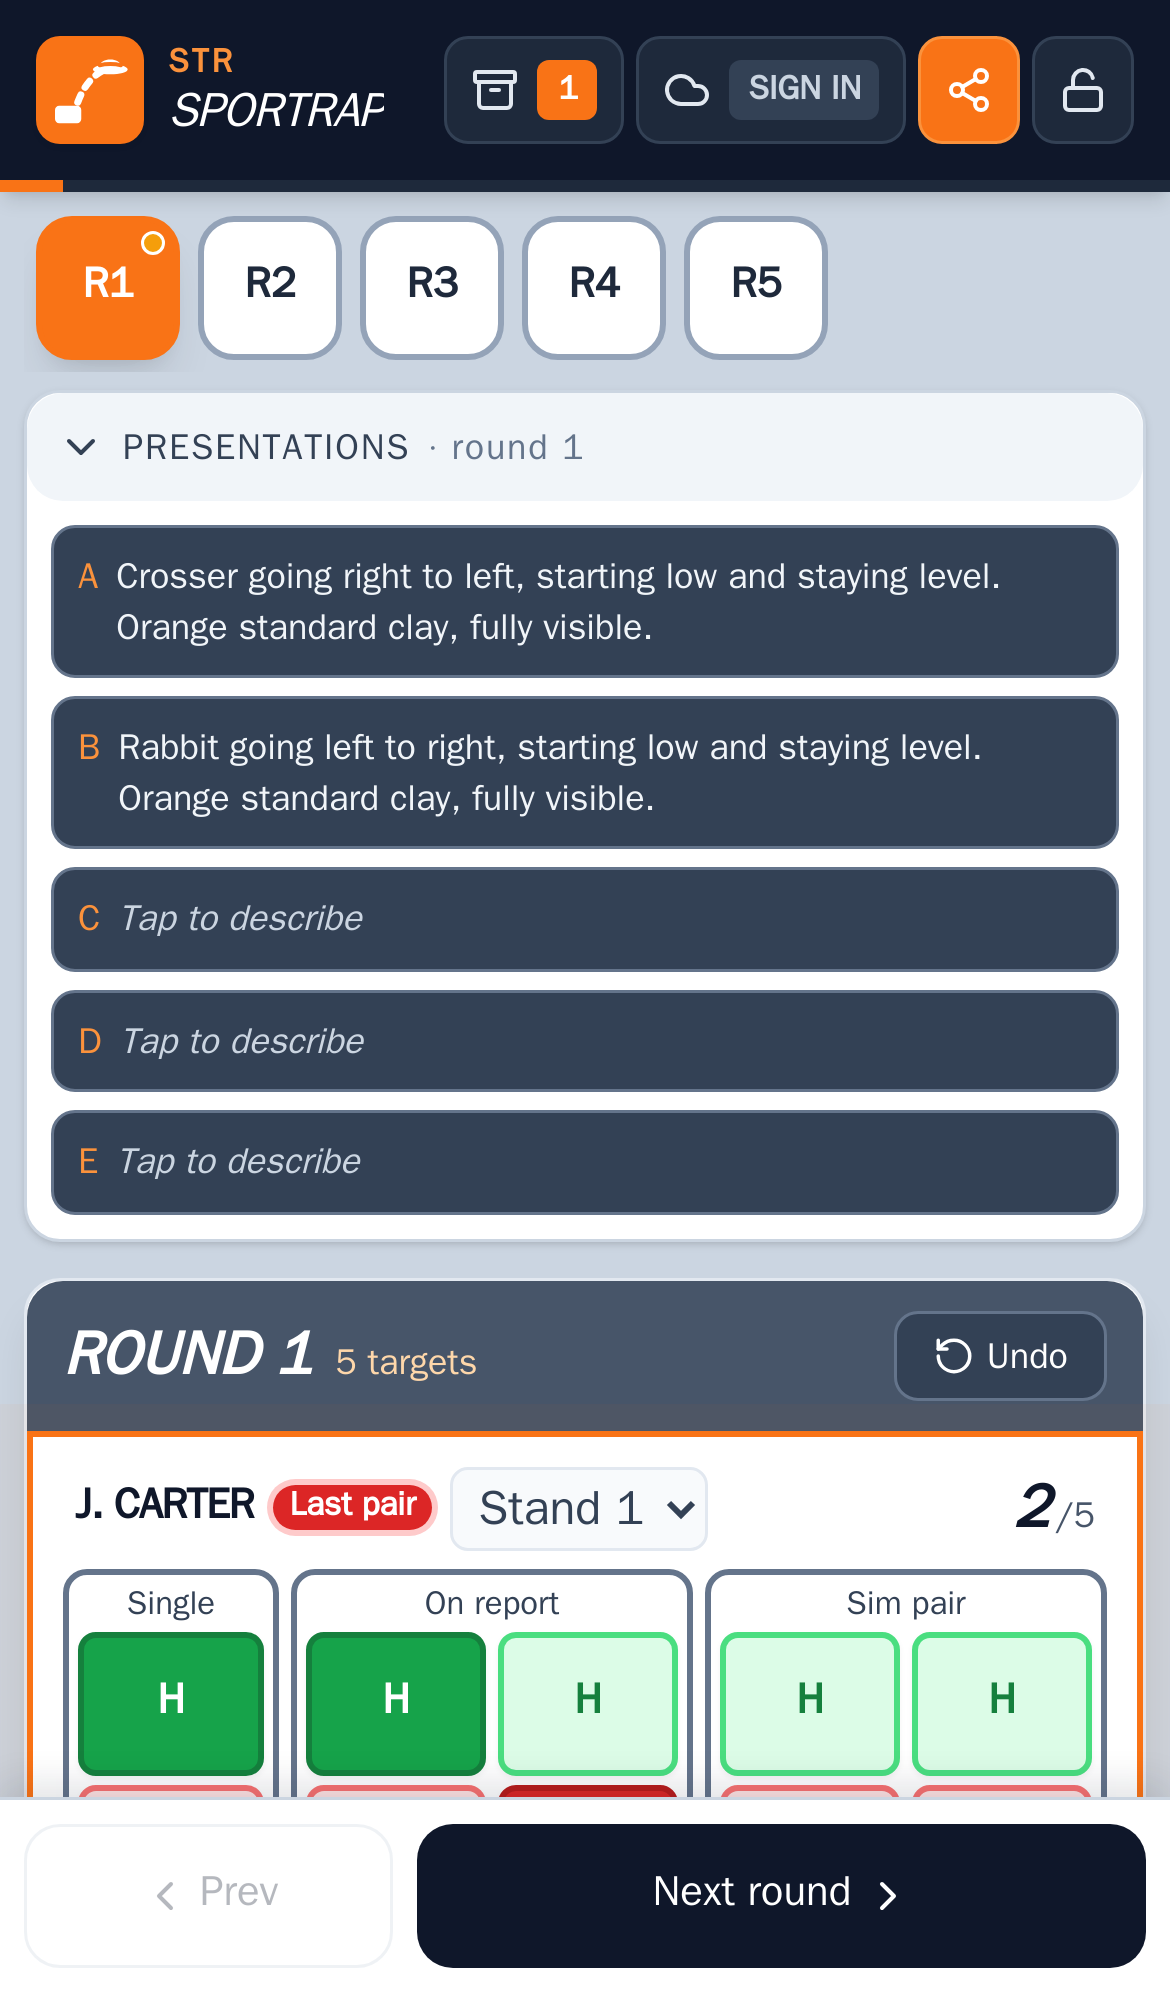 STR
SPORTRAP
1
SIGN IN
R1
R2
R3
R4
R5
PRESENTATIONS · round 1
A Crosser going right to left, starting low and staying level.
Orange standard clay, fully visible.
B Rabbit going left to right, starting low and staying level.
Orange standard clay, fully visible.
C Tap to describe
D Tap to describe
E Tap to describe
ROUND 1 5 targets
Undo
J. CARTER Last pair Stand 1 2/5
Single On report Sim pair
H H H H H
Prev Next round